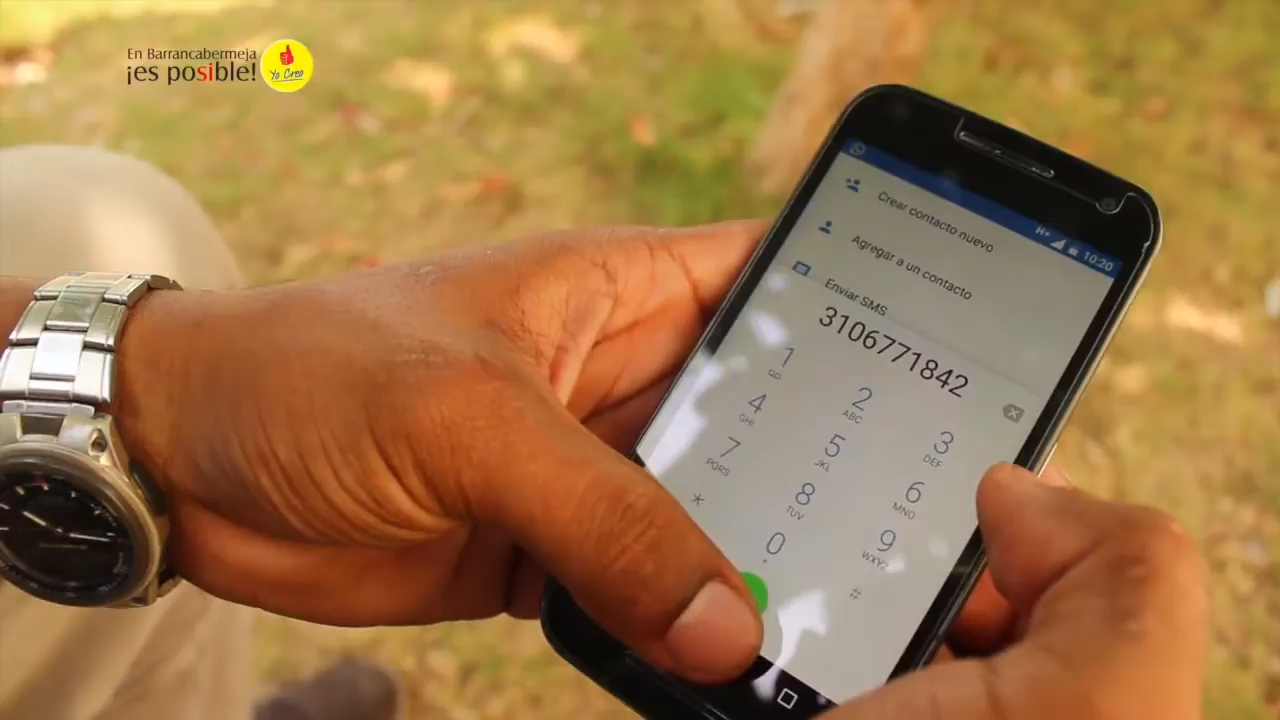 En Barrancabermeja
¡es posible!
Yo Creo
H+ 10:20
Crear contacto nuevo
Agregar a un contacto
Enviar SMS
3106771842
1
2 ABC
3 DEF
4 GHI
5 JKL
6 MNO
7 PQRS
8 TUV
9 WXYZ
*
0 +
#